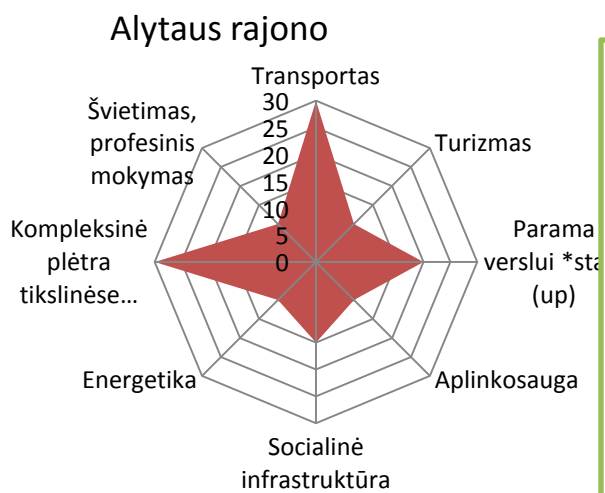 Alytaus rajono
Transportas
30
25
20
15
10
5
0
Turizmas
Parama
verslui *sta
(up)
Aplinkosauga
Socialinė
infrastruktūra
Energetika
Kompleksinė
plėtra
tikslinėse...
Švietimas,
profesinis
mokymas